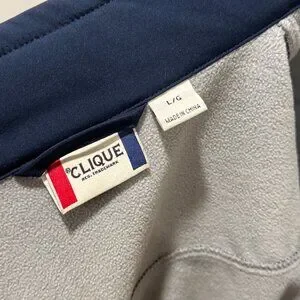 ®CLIQUE
REG. TRADEMARK
L/G
MADE IN CHINA